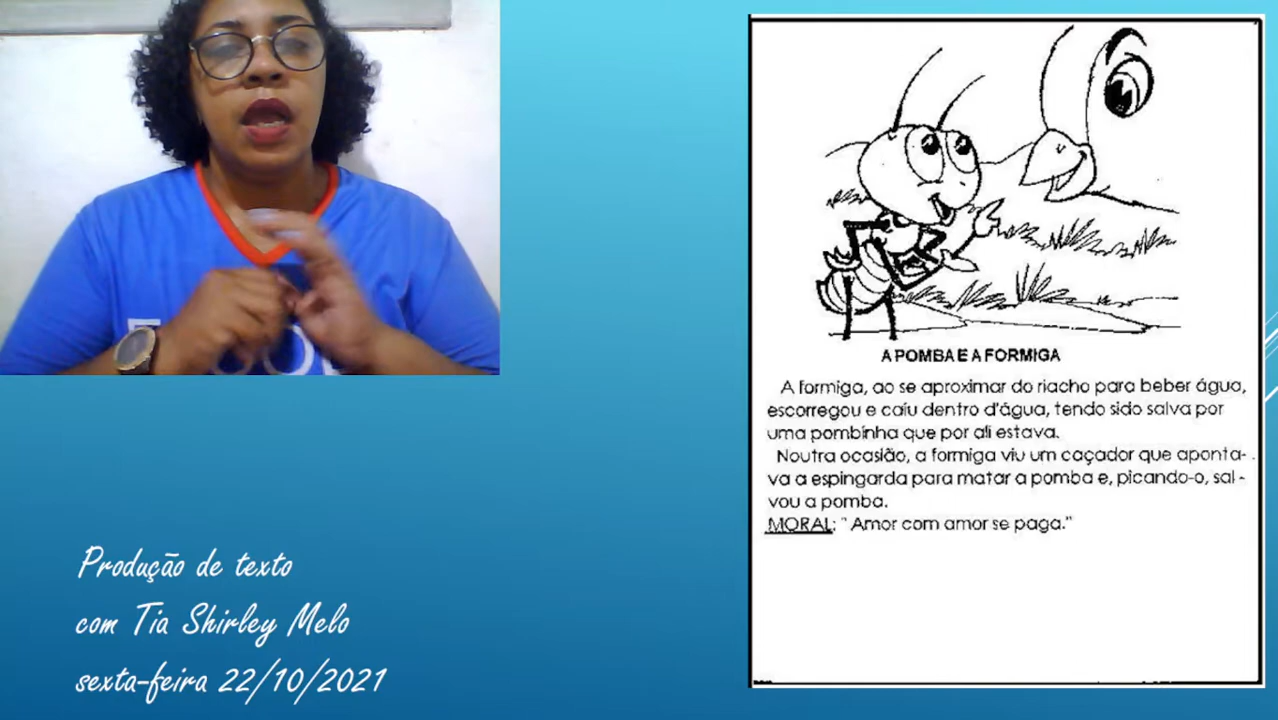 A POMBA E A FORMIGA
A formiga, ao se aproximar do riacho para beber água,
escorregou e caíu dentro d'água, tendo sido salva por
uma pombinha que por ali estava.
Noutra ocasião, a formiga viu um caçador que aponta-
va a espingarda para matar a pomba e, picando-o, sal-
vou a pomba.
MORAL: "Amor com amor se paga."
Produção de texto
com Tia Shirley Melo
sexta-feira 22/10/2021